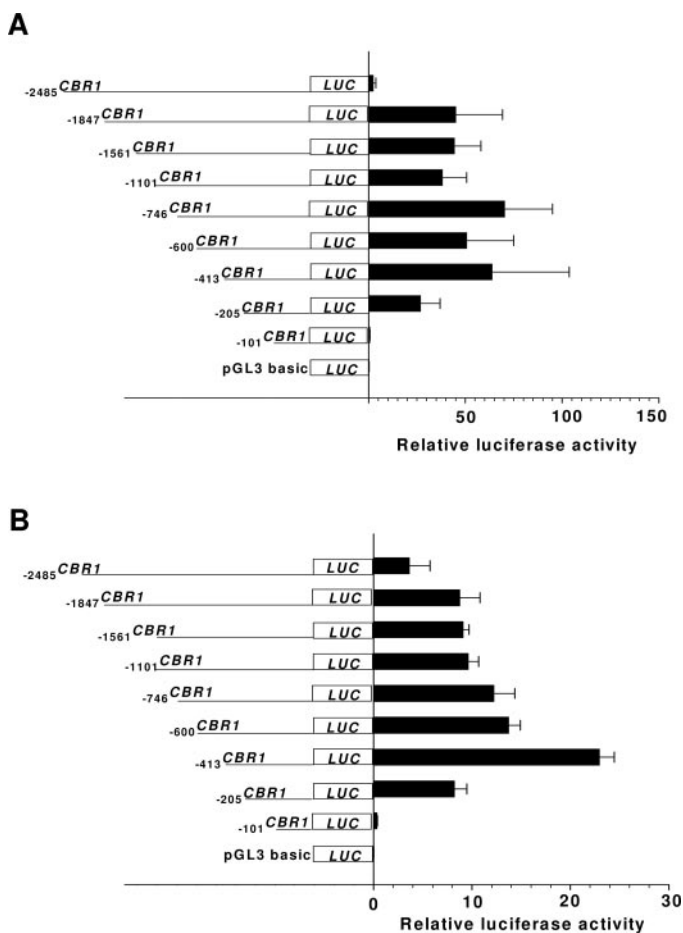 A
-2485CBR1 LUC
-1847CBR1 LUC
-1561CBR1 LUC
-1101CBR1 LUC
-746CBR1 LUC
-600CBR1 LUC
-413CBR1 LUC
-205CBR1 LUC
-101CBR1 LUC
pGL3 basic LUC
50 100 150
Relative luciferase activity
B
-2485CBR1 LUC
-1847CBR1 LUC
-1561CBR1 LUC
-1101CBR1 LUC
-746CBR1 LUC
-600CBR1 LUC
-413CBR1 LUC
-205CBR1 LUC
-101CBR1 LUC
pGL3 basic LUC
0 10 20 30
Relative luciferase activity